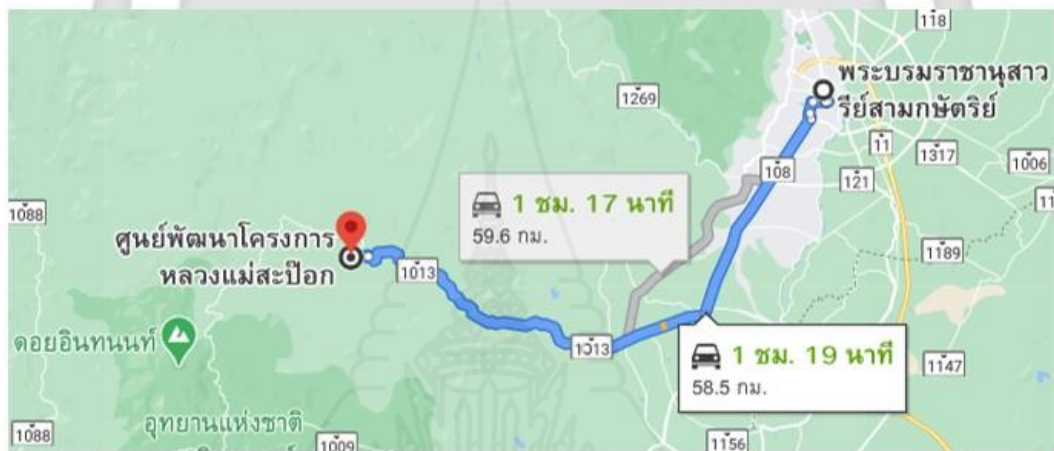 118
พระบรมราชานุสาว
รีย์สามกษัตริย์
1269
11
1317
1006
108
121
1 ชม. 17 นาที
59.6 กม.
1088
ศูนย์พัฒนาโครงการ
หลวงแม่สะป๊อก
1013
1189
ดอยอินทนนท์
1013
1 ชม. 19 นาที
58.5 กม.
1147
อุทยานแห่งชาติ
1088
1009
1156